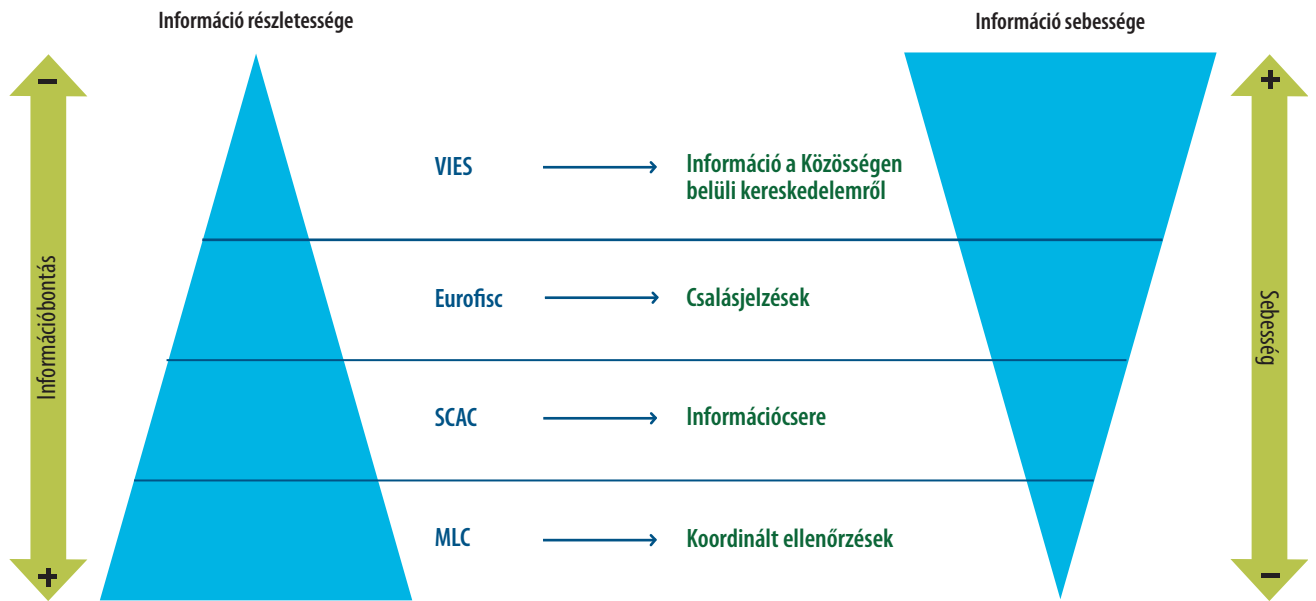 Információ részletessége
Információ sebessége
–
+
VIES
Információ a Közösségen
belüli kereskedelemről
Információbontás
Eurofisc
Csalásjelzések
Sebesség
SCAC
Információcsere
MLC
Koordinált ellenőrzések
+
–